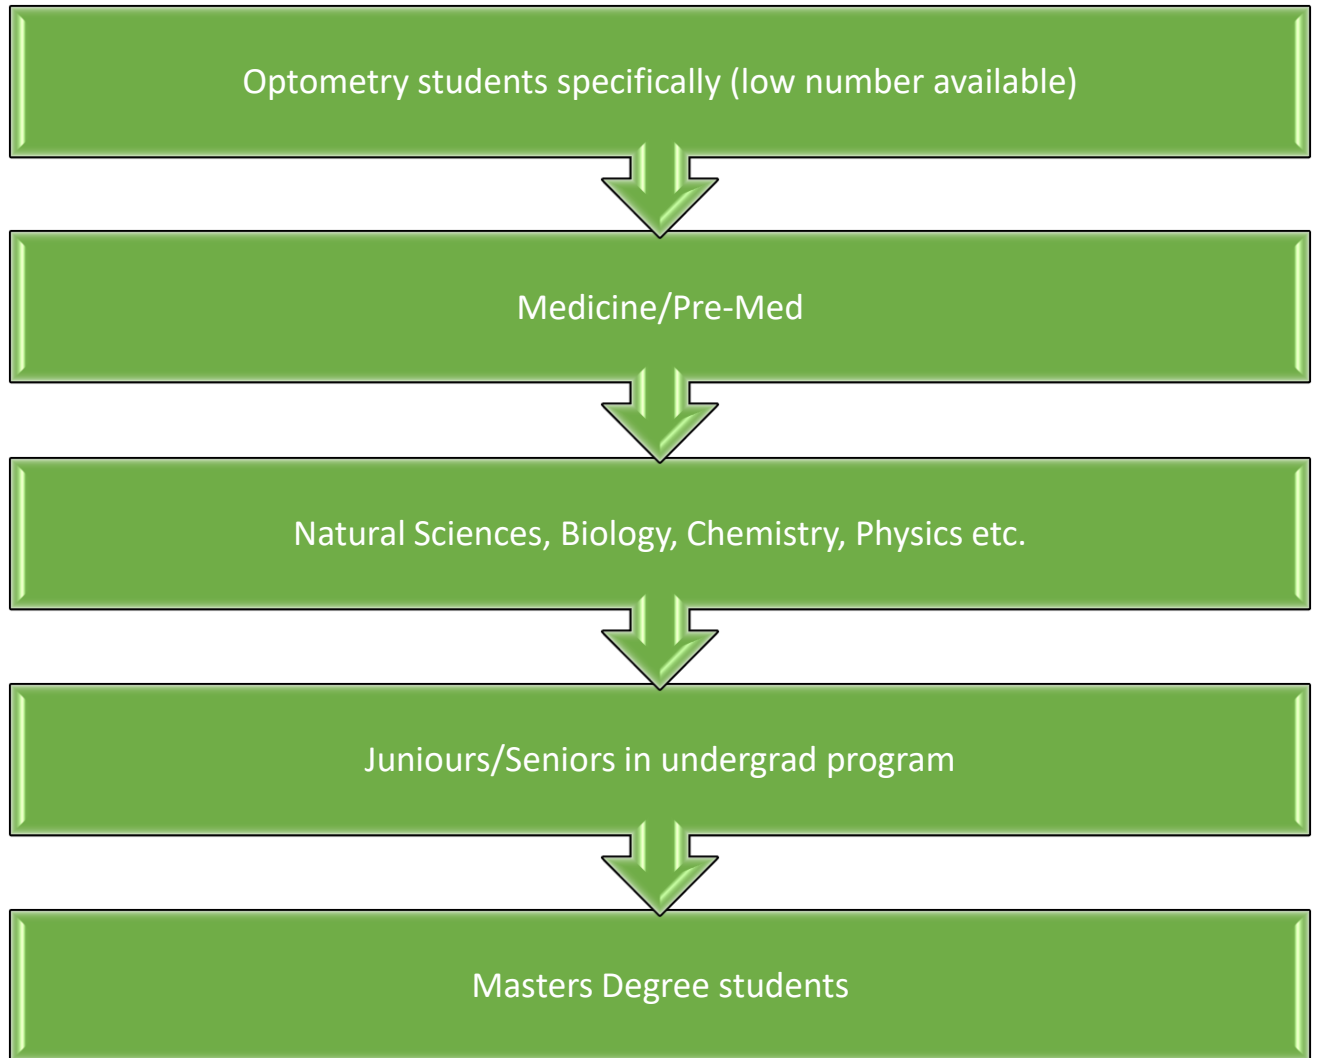 Optometry students specifically (low number available)
Medicine/Pre-Med
Natural Sciences, Biology, Chemistry, Physics etc.
Juniours/Seniors in undergrad program
Masters Degree students